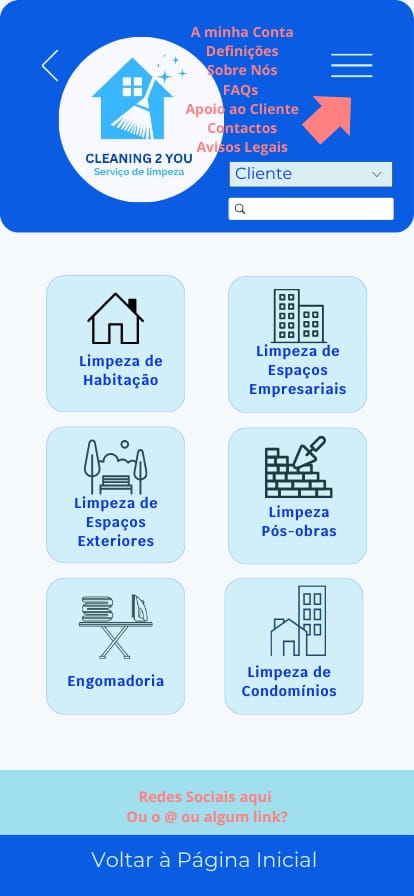 A minha Conta
Definições
Sobre Nós
FAQs
Apoio ao Cliente
Contactos
Avisos Legais
CLEANING 2 YOU
Serviço de limpeza
Cliente
Limpeza de
Habitação
Limpeza de
Espaços
Empresariais
Limpeza de
Espaços
Exteriores
Limpeza
Pós-obras
Engomadoria
Limpeza de
Condomínios
Redes Sociais aqui
Ou o @ ou algum link?
Voltar à Página Inicial